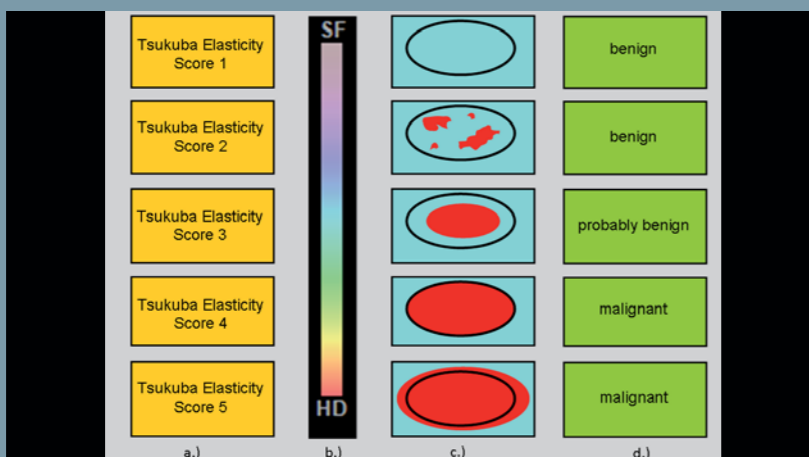 Tsukuba Elasticity
Score 1
SF
benign
Tsukuba Elasticity
Score 2
benign
Tsukuba Elasticity
Score 3
probably benign
Tsukuba Elasticity
Score 4
malignant
Tsukuba Elasticity
Score 5
HD
malignant
a.) b.) c.) d.)